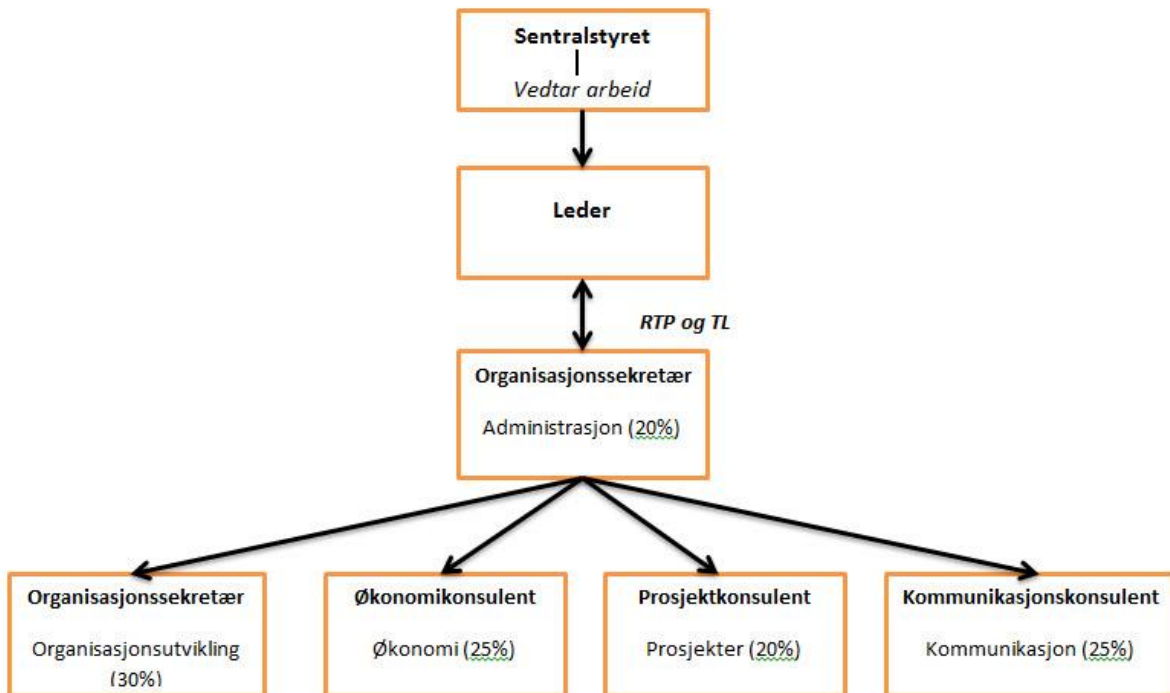 Sentralstyret
Vedtar arbeid
Leder
RTP og TL
Organisasjonssekretær
Administrasjon (20%)
Organisasjonssekretær
Organisasjonsutvikling
(30%)
Økonomikonsulent
Økonomi (25%)
Prosjektkonsulent
Prosjekter (20%)
Kommunikasjonskonsulent
Kommunikasjon (25%)